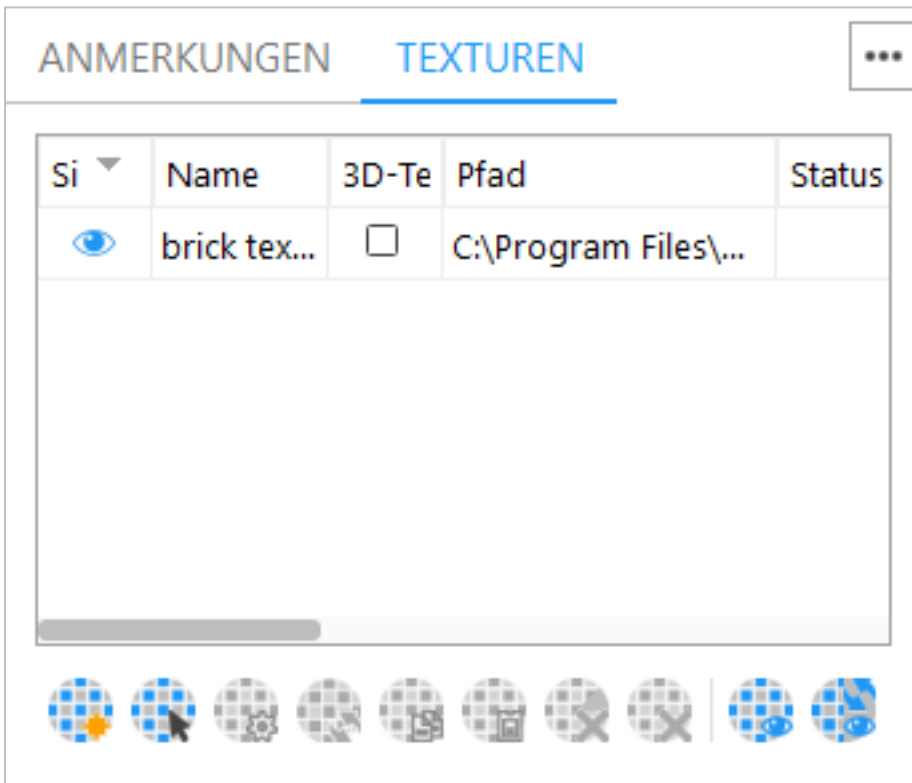 ANMERKUNGEN TEXTUREN
Si Name 3D-Te Pfad Status
brick tex... C:\Program Files\...